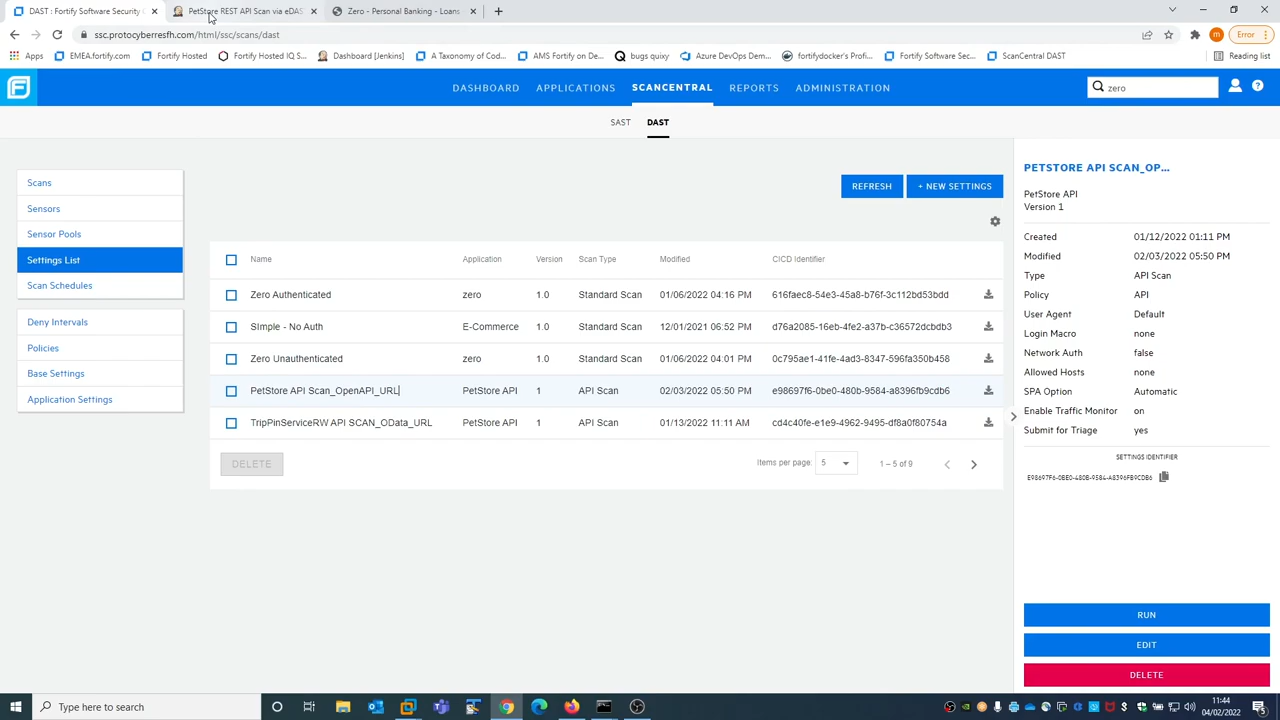 DAST : Fortify Software Security C
PetStore REST API Scan via eDAS
Zero - Personal Banking - Loans
ssc.protocyberresfh.com/html/ssc/scans/dast
Error
Apps
EMEA.fortify.com
Fortify Hosted
Fortify Hosted IQ S...
Dashboard [Jenkins]
A Taxonomy of Cod...
AMS Fortify on De...
bugs quixy
Azure DevOps Dem...
fortifydocker's Profi...
Fortify Software Sec...
ScanCentral DAST
Reading list
DASHBOARD
APPLICATIONS
SCANCENTRAL
REPORTS
ADMINISTRATION
zero
SAST
DAST
Scans
Sensors
Sensor Pools
Settings List
Scan Schedules
Deny Intervals
Policies
Base Settings
Application Settings
REFRESH
+ NEW SETTINGS
Name Application Version Scan Type Modified CICD Identifier
Zero Authenticated zero 1.0 Standard Scan 01/06/2022 04:16 PM 616faec8-54e3-45a8-b76f-3c112bd53bdd
SImple - No Auth E-Commerce 1.0 Standard Scan 12/01/2021 06:52 PM d76a2085-16eb-4fe2-a37b-c36572dcbdb3
Zero Unauthenticated zero 1.0 Standard Scan 01/06/2022 04:01 PM 0c795ae1-41fe-4ad3-8347-596fa350b458
PetStore API Scan_OpenAPI_URL PetStore API 1 API Scan 02/03/2022 05:50 PM e98697f6-0be0-480b-9584-a8396fb9cdb6
TripPinServiceRW API SCAN_OData_URL PetStore API 1 API Scan 01/13/2022 11:11 AM cd4c40fe-e1e9-4962-9495-df8a0f80754a
DELETE
Items per page: 5
1 – 5 of 9
PETSTORE API SCAN_OP...
PetStore API
Version 1
Created 01/12/2022 01:11 PM
Modified 02/03/2022 05:50 PM
Type API Scan
Policy API
User Agent Default
Login Macro none
Network Auth false
Allowed Hosts none
SPA Option Automatic
Enable Traffic Monitor on
Submit for Triage yes
SETTINGS IDENTIFIER
E98697F6-0BE0-480B-9584-A8396FB9CDB6
RUN
EDIT
DELETE
Type here to search
11:44
04/02/2022